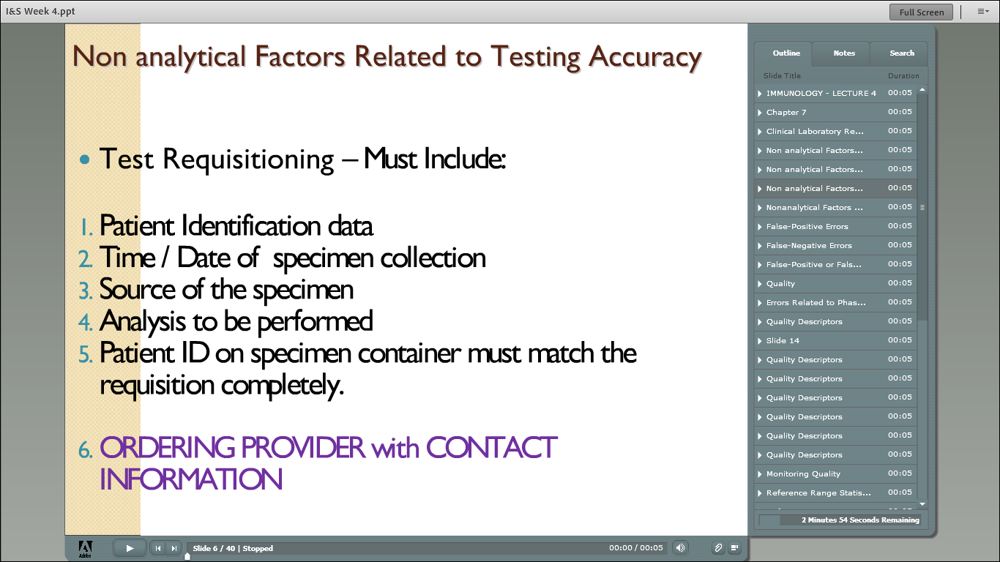 I&S Week 4.ppt
Full Screen
Non analytical Factors Related to Testing Accuracy
• Test Requisitioning – Must Include:
1. Patient Identification data
2. Time / Date of specimen collection
3. Source of the specimen
4. Analysis to be performed
5. Patient ID on specimen container must match the
requisition completely.
6. ORDERING PROVIDER with CONTACT
INFORMATION
Outline Notes Search
Slide Title Duration
IMMUNOLOGY - LECTURE 4 00:05
Chapter 7 00:05
Clinical Laboratory Re... 00:05
Non analytical Factors... 00:05
Non analytical Factors... 00:05
Non analytical Factors... 00:05
Nonanalytical Factors ... 00:05
False-Positive Errors 00:05
False-Negative Errors 00:05
False-Positive or Fals... 00:05
Quality 00:05
Errors Related to Phas... 00:05
Quality Descriptors 00:05
Slide 14 00:05
Quality Descriptors 00:05
Quality Descriptors 00:05
Quality Descriptors 00:05
Quality Descriptors 00:05
Quality Descriptors 00:05
Quality Descriptors 00:05
Monitoring Quality 00:05
Reference Range Statis... 00:05
2 Minutes 54 Seconds Remaining
Adobe
Slide 6 / 40 | Stopped 00:00 / 00:05